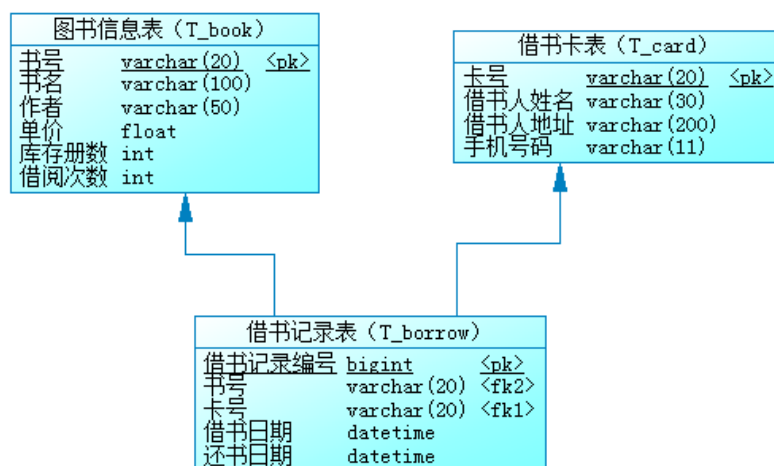 图书信息表（T_book）
书号 varchar(20) <pk>
书名 varchar(100)
作者 varchar(50)
单价 float
库存册数 int
借阅次数 int
借书卡表（T_card）
卡号 varchar(20) <pk>
借书人姓名 varchar(30)
借书人地址 varchar(200)
手机号码 varchar(11)
借书记录表（T_borrow）
借书记录编号 bigint <pk>
书号 varchar(20) <fk2>
卡号 varchar(20) <fk1>
借书日期 datetime
还书日期 datetime